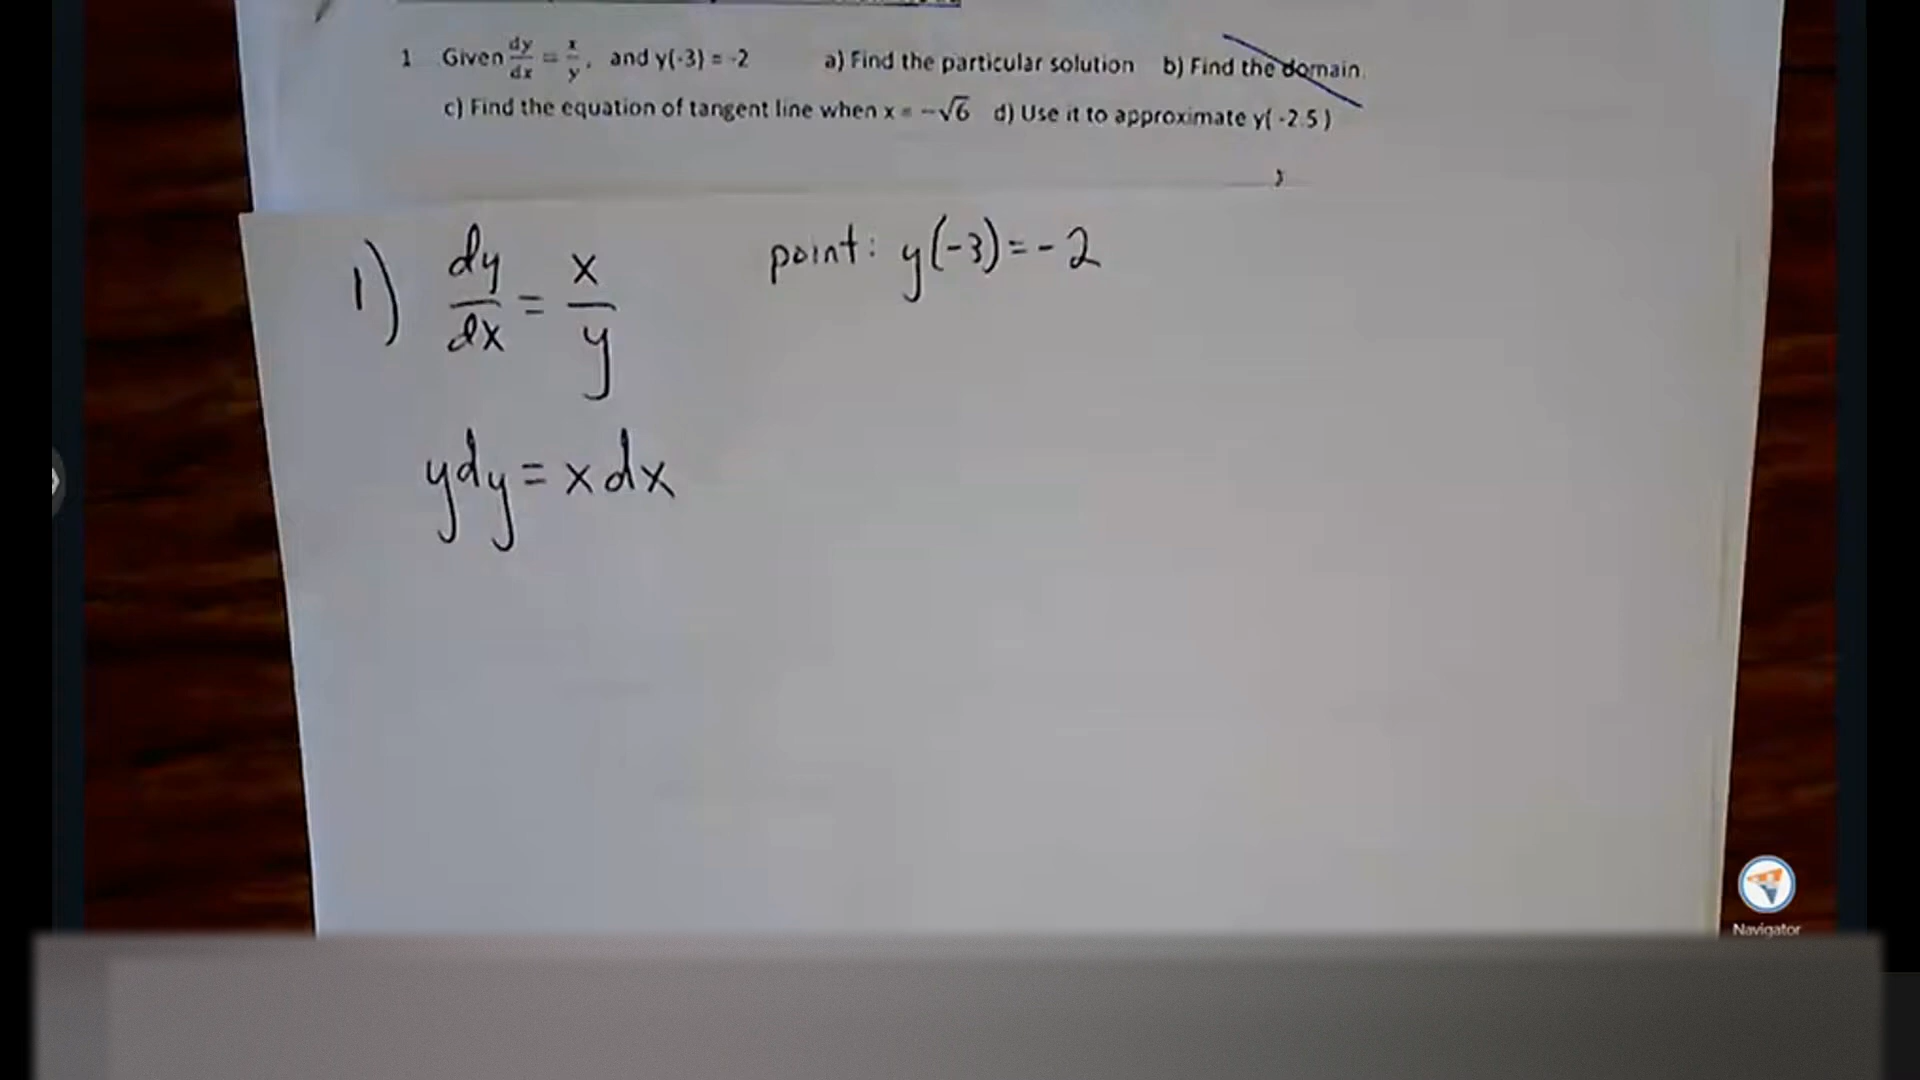 1 Given dy/dx = x/y, and y(-3) = -2 a) Find the particular solution b) Find the domain.
c) Find the equation of tangent line when x = -√6 d) Use it to approximate y( -2.5 )
1) dy/dx = x/y point: y(-3) = -2
ydy = x dx
Navigator